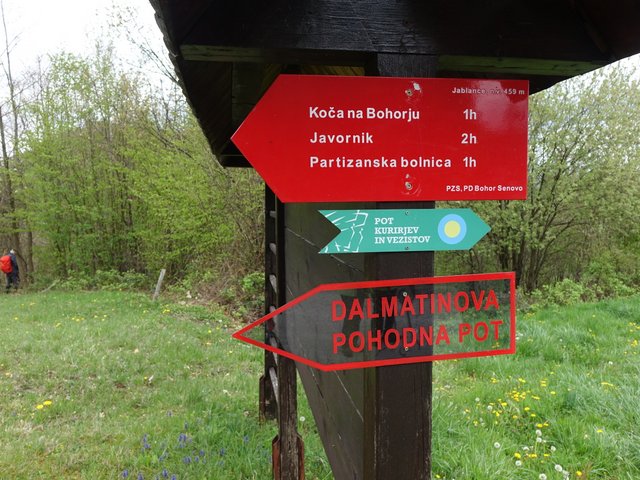 Jablance, n.v. 459 m
Koča na Bohorju 1h
Javornik 2h
Partizanska bolnica 1h
PZS, PD Bohor Senovo
POT
KURIRJEV
IN VEZISTOV
DALMATINOVA
POHODNA POT